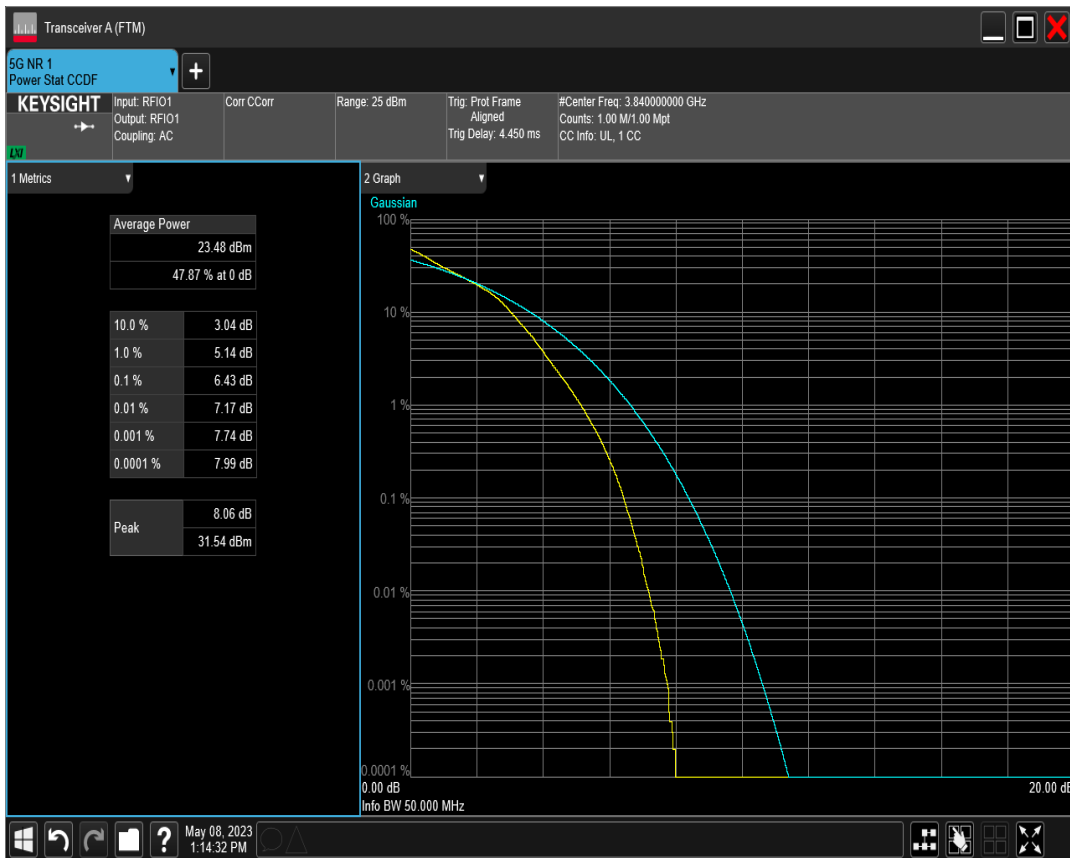 Transceiver A (FTM)
5G NR 1
Power Stat CCDF
+
KEYSIGHT
LXI
Input: RFIO1
Output: RFIO1
Coupling: AC
Corr CCorr
Range: 25 dBm
Trig: Prot Frame
Aligned
Trig Delay: 4.450 ms
#Center Freq: 3.840000000 GHz
Counts: 1.00 M/1.00 Mpt
CC Info: UL, 1 CC
1 Metrics
Average Power
23.48 dBm
47.87 % at 0 dB
10.0 % 3.04 dB
1.0 % 5.14 dB
0.1 % 6.43 dB
0.01 % 7.17 dB
0.001 % 7.74 dB
0.0001 % 7.99 dB
Peak
8.06 dB
31.54 dBm
2 Graph
Gaussian
100 %
10 %
1 %
0.1 %
0.01 %
0.001 %
0.0001 %
0.00 dB 20.00 dB
Info BW 50.000 MHz
?
May 08, 2023
1:14:32 PM